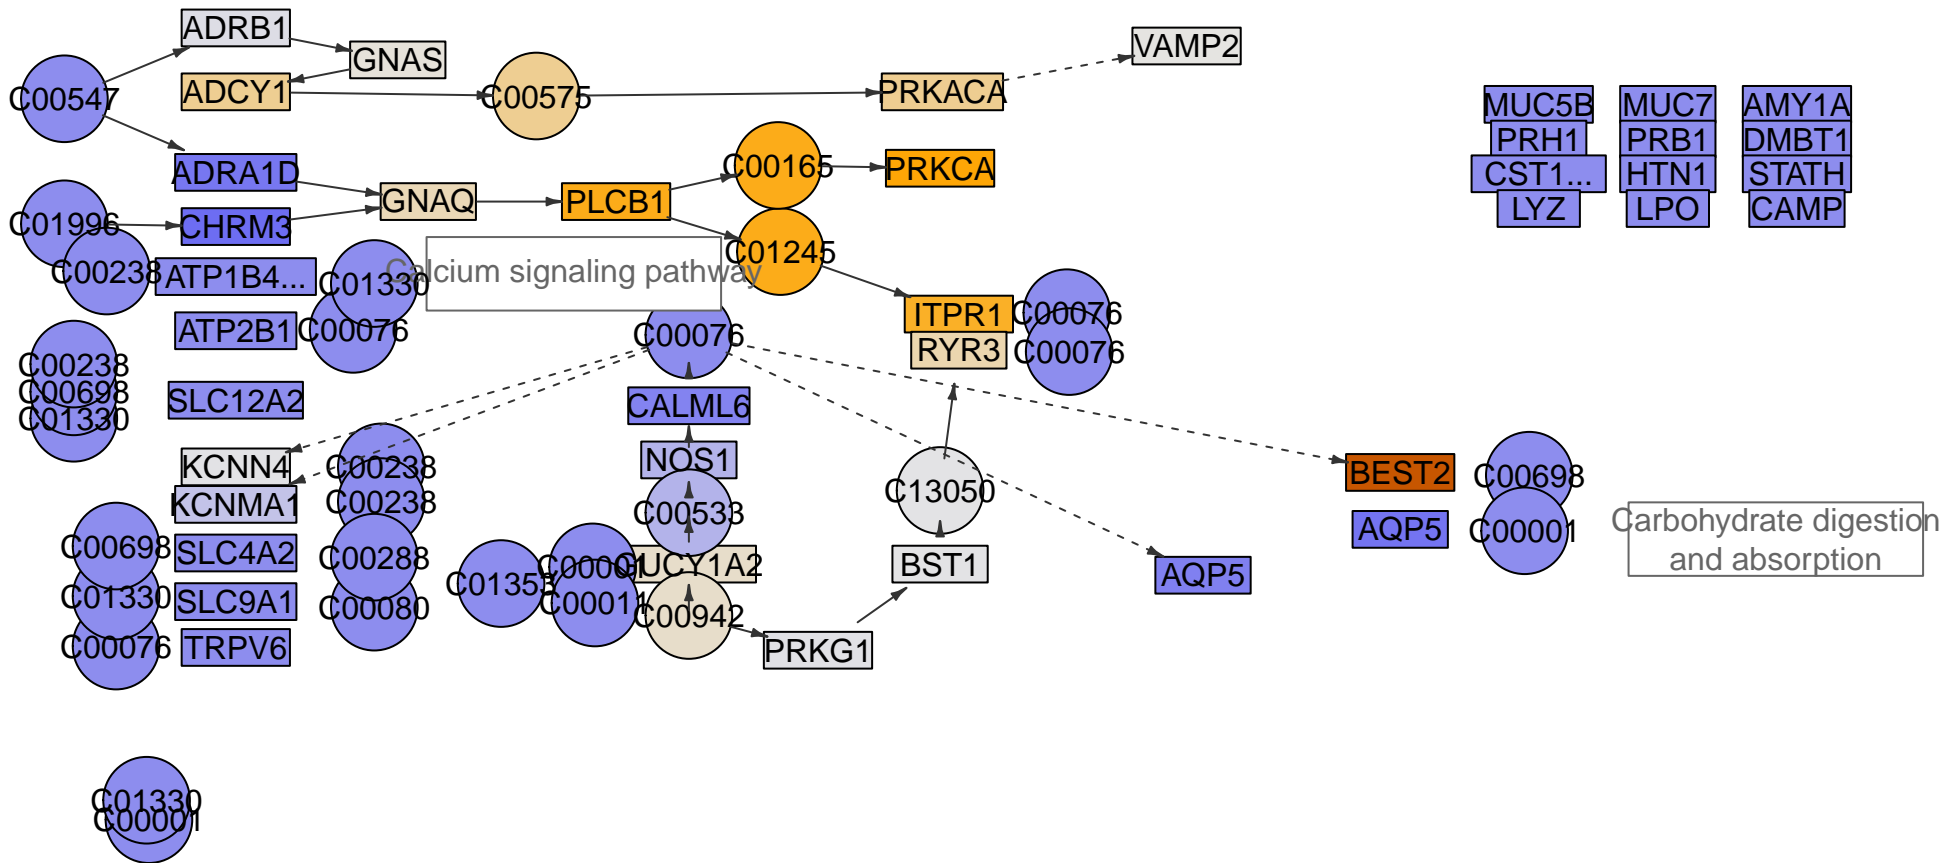 ADRB1
GNAS
VAMP2
C00547
ADCY1
C00575
PRKACA
MUC5B
MUC7
AMY1A
PRH1
PRB1
DMBT1
ADRA1D
C00165
PRKCA
CST1...
HTN1
STATH
GNAQ
PLCB1
LYZ
LPO
CAMP
C01996
CHRM3
C01245
C00238
ATP1B4...
C01330
Calcium signaling pathway
ITPR1
C00076
ATP2B1
C00076
C00076
RYR3
C00076
C00238
C00698
C01330
SLC12A2
CALML6
KCNN4
C00238
NOS1
BEST2
C00698
KCNMA1
C00238
C13050
C00533
AQP5
C00001
Carbohydrate digestion
and absorption
C00698
SLC4A2
C00288
C00001
GUCY1A2
BST1
AQP5
C01353
C01330
SLC9A1
C00080
C00011
C00942
C00076
TRPV6
PRKG1
C01330
C00001